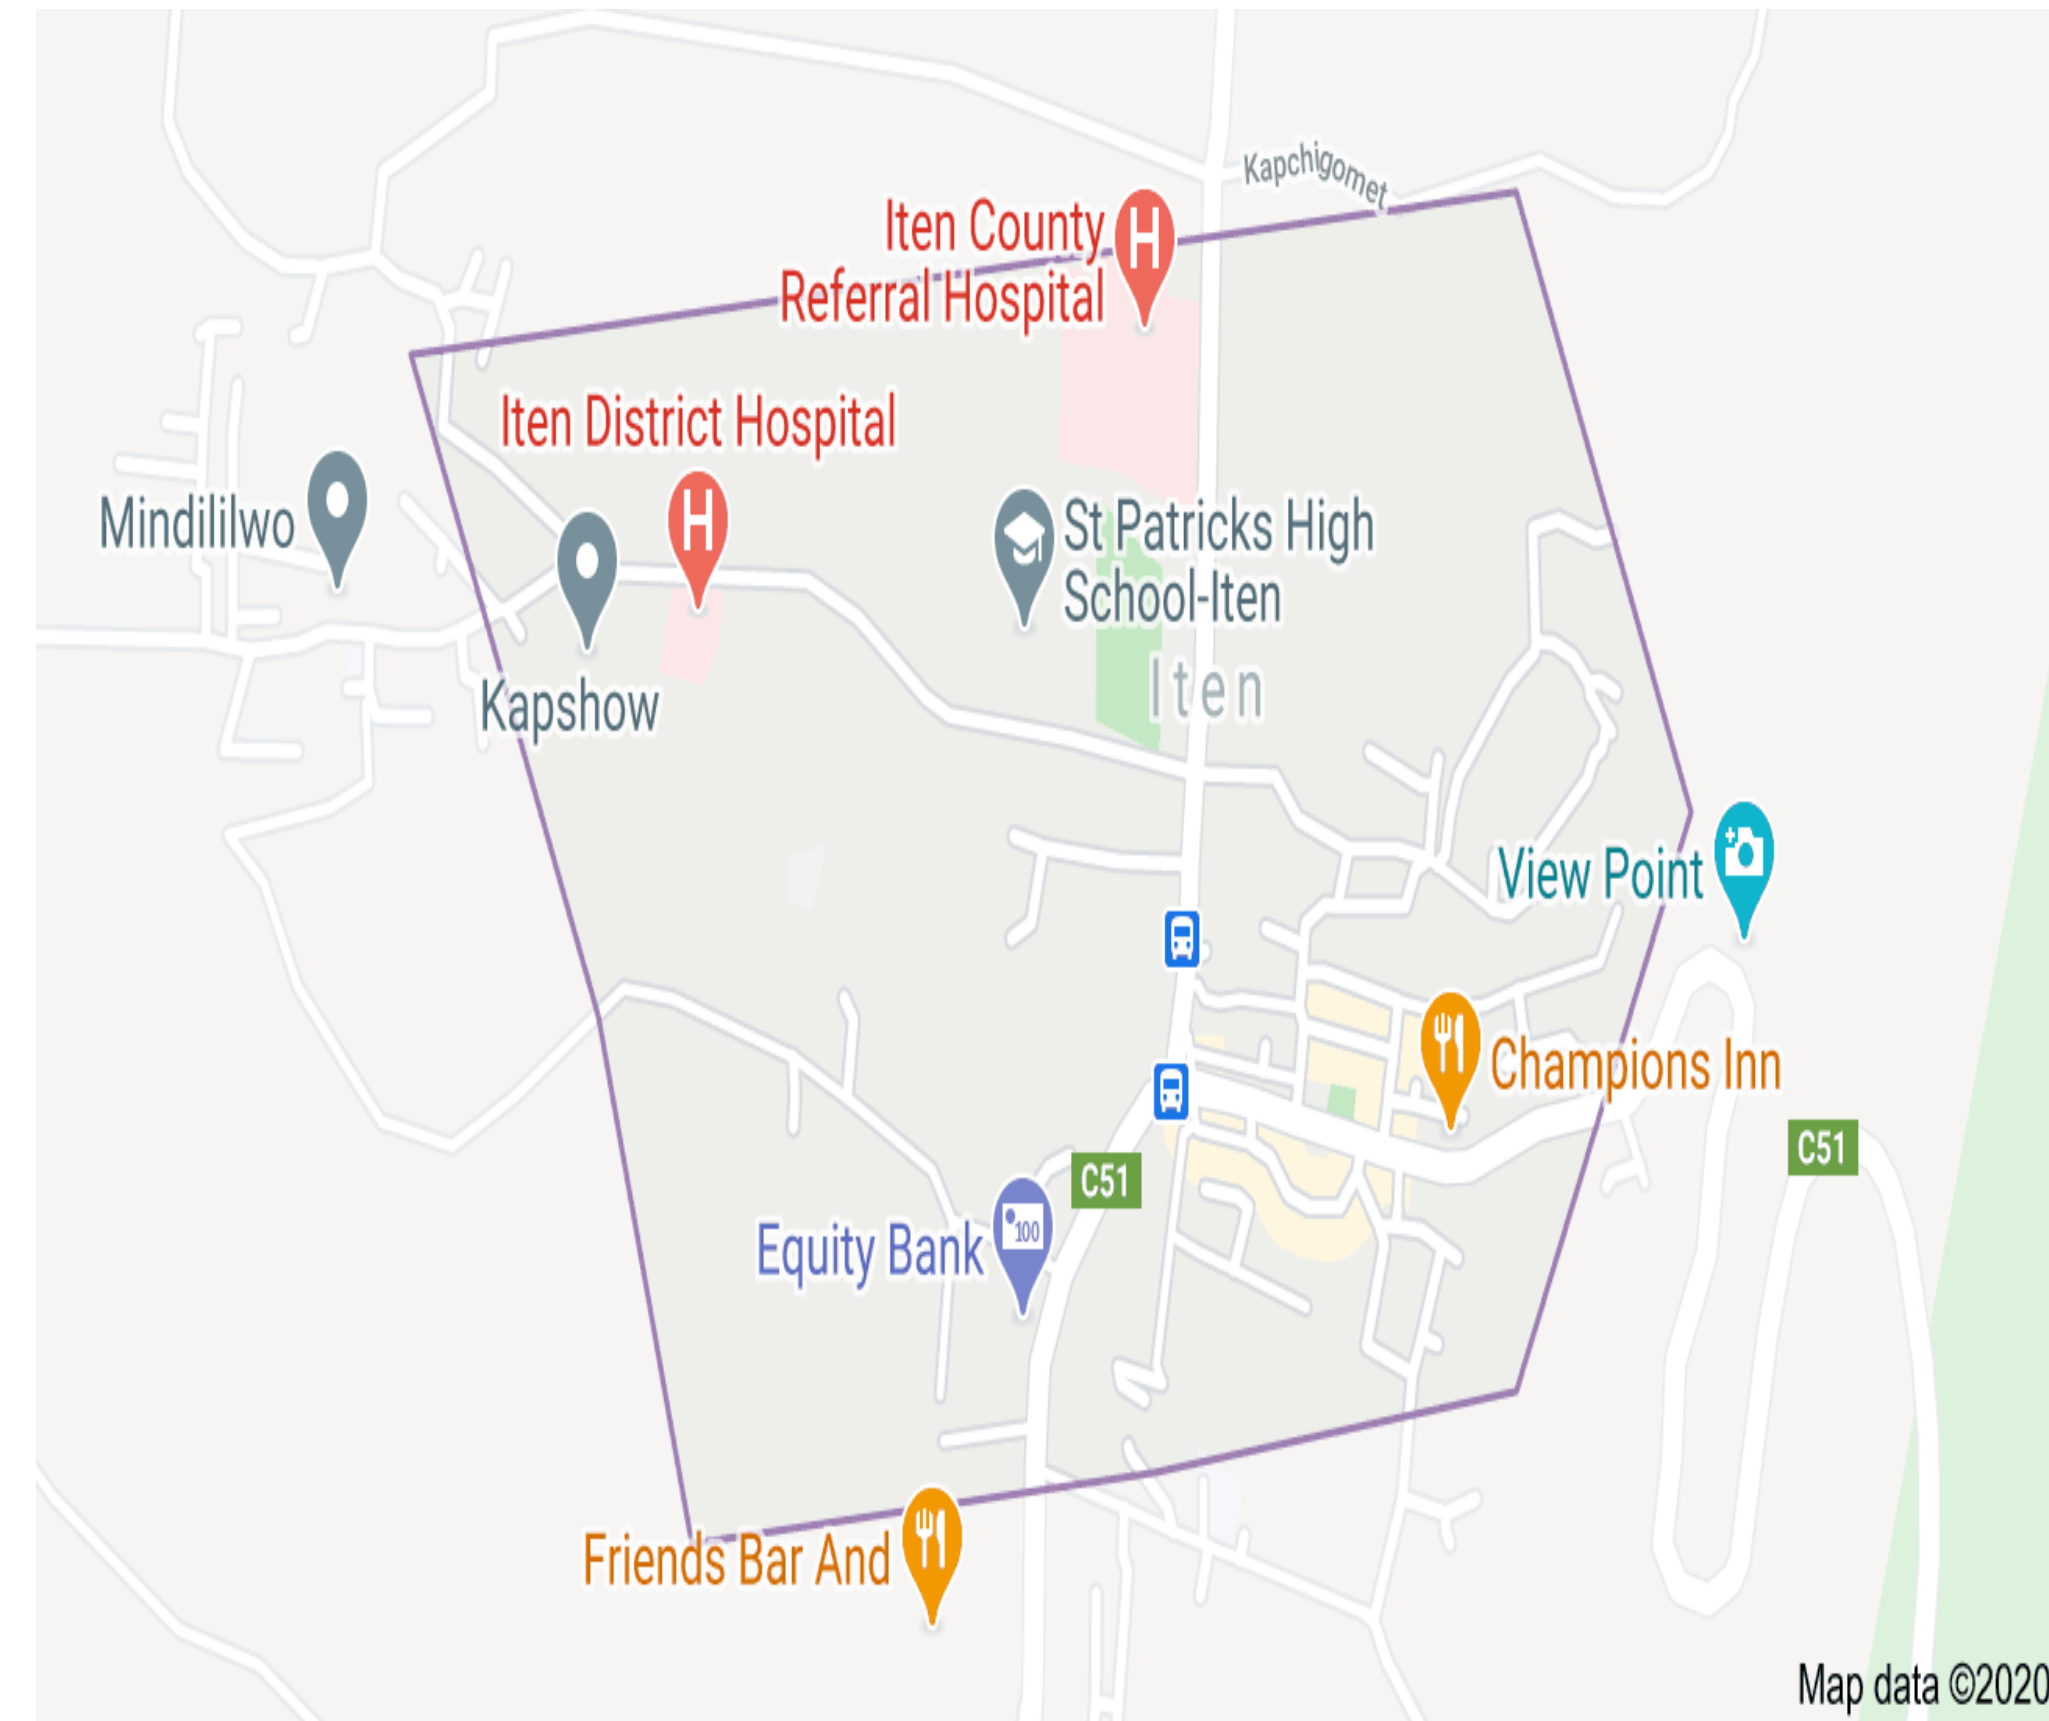 Kapchigomet
Iten County
Referral Hospital
H
Iten District Hospital
H
Mindililwo
St Patricks High
School-Iten
Kapshow
Iten
View Point
Champions Inn
C51
C51
Equity Bank
100
Friends Bar And
Map data ©2020